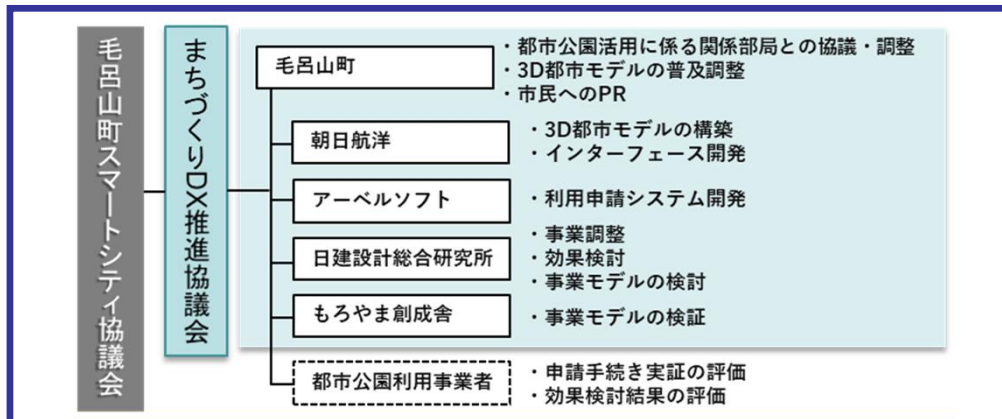 毛呂山町スマートシティ協議会
まちづくりDX推進協議会
毛呂山町
・都市公園活用に係る関係部局との協議・調整
・3D都市モデルの普及調整
・市民へのPR
朝日航洋
・3D都市モデルの構築
・インターフェース開発
アーベルソフト
・利用申請システム開発
日建設計総合研究所
・事業調整
・効果検討
・事業モデルの検討
もろやま創成舎
・事業モデルの検証
都市公園利用事業者
・申請手続き実証の評価
・効果検討結果の評価